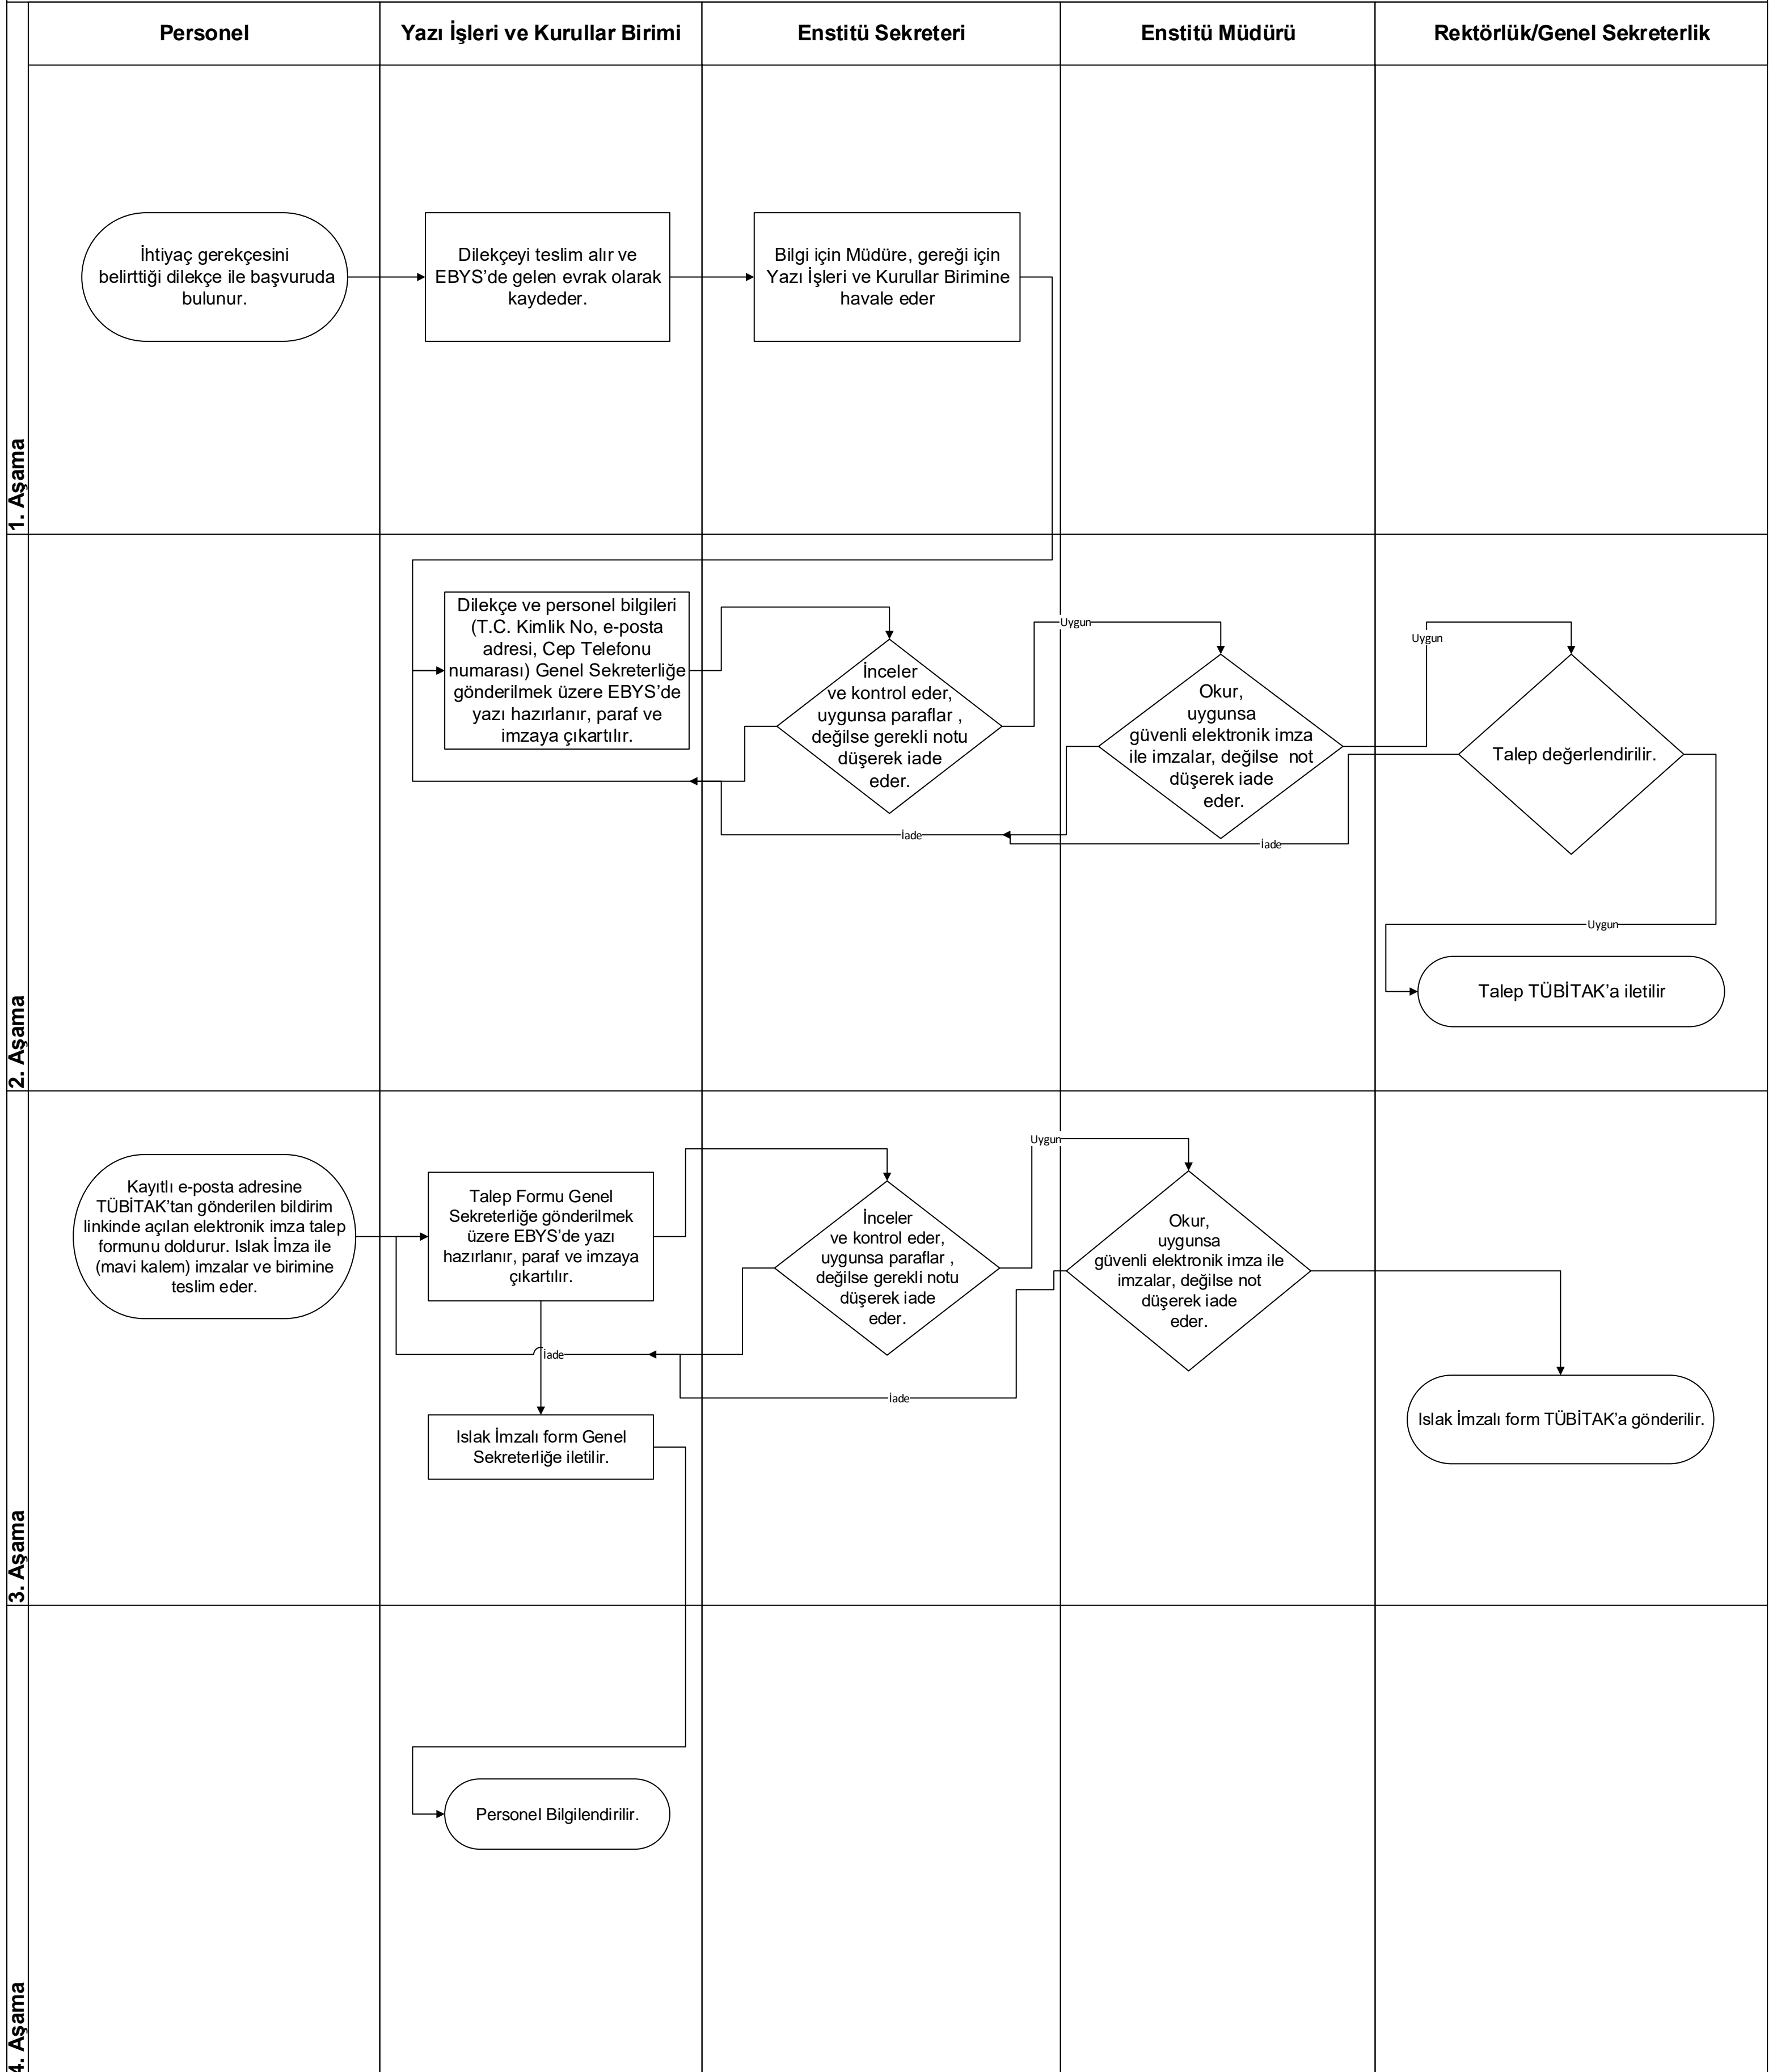 Personel
Yazı İşleri ve Kurullar Birimi
Enstitü Sekreteri
Enstitü Müdürü
Rektörlük/Genel Sekreterlik
1. Aşama
İhtiyaç gerekçesini
belirttiği dilekçe ile başvuruda
bulunur.
Dilekçeyi teslim alır ve
EBYS’de gelen evrak olarak
kaydeder.
Bilgi için Müdüre, gereği için
Yazı İşleri ve Kurullar Birimine
havale eder
2. Aşama
Dilekçe ve personel bilgileri
(T.C. Kimlik No, e-posta
adresi, Cep Telefonu
numarası) Genel Sekreterliğe
gönderilmek üzere EBYS’de
yazı hazırlanır, paraf ve
imzaya çıkartılır.
İnceler
ve kontrol eder,
uygunsa paraflar ,
değilse gerekli notu
düşerek iade
eder.
Uygun
Okur,
uygunsa
güvenli elektronik imza
ile imzalar, değilse  not
düşerek iade
eder.
Uygun
Talep değerlendirilir.
İade
İade
Uygun
Talep TÜBİTAK’a iletilir
3. Aşama
Kayıtlı e-posta adresine
TÜBİTAK’tan gönderilen bildirim
linkinde açılan elektronik imza talep
formunu doldurur. Islak İmza ile
(mavi kalem) imzalar ve birimine
teslim eder.
Talep Formu Genel
Sekreterliğe gönderilmek
üzere EBYS’de yazı
hazırlanır, paraf ve imzaya
çıkartılır.
İnceler
ve kontrol eder,
uygunsa paraflar ,
değilse gerekli notu
düşerek iade
eder.
Uygun
Okur,
uygunsa
güvenli elektronik imza ile
imzalar, değilse not
düşerek iade
eder.
İade
İade
Islak İmzalı form Genel
Sekreterliğe iletilir.
Islak İmzalı form TÜBİTAK’a gönderilir.
4. Aşama
Personel Bilgilendirilir.